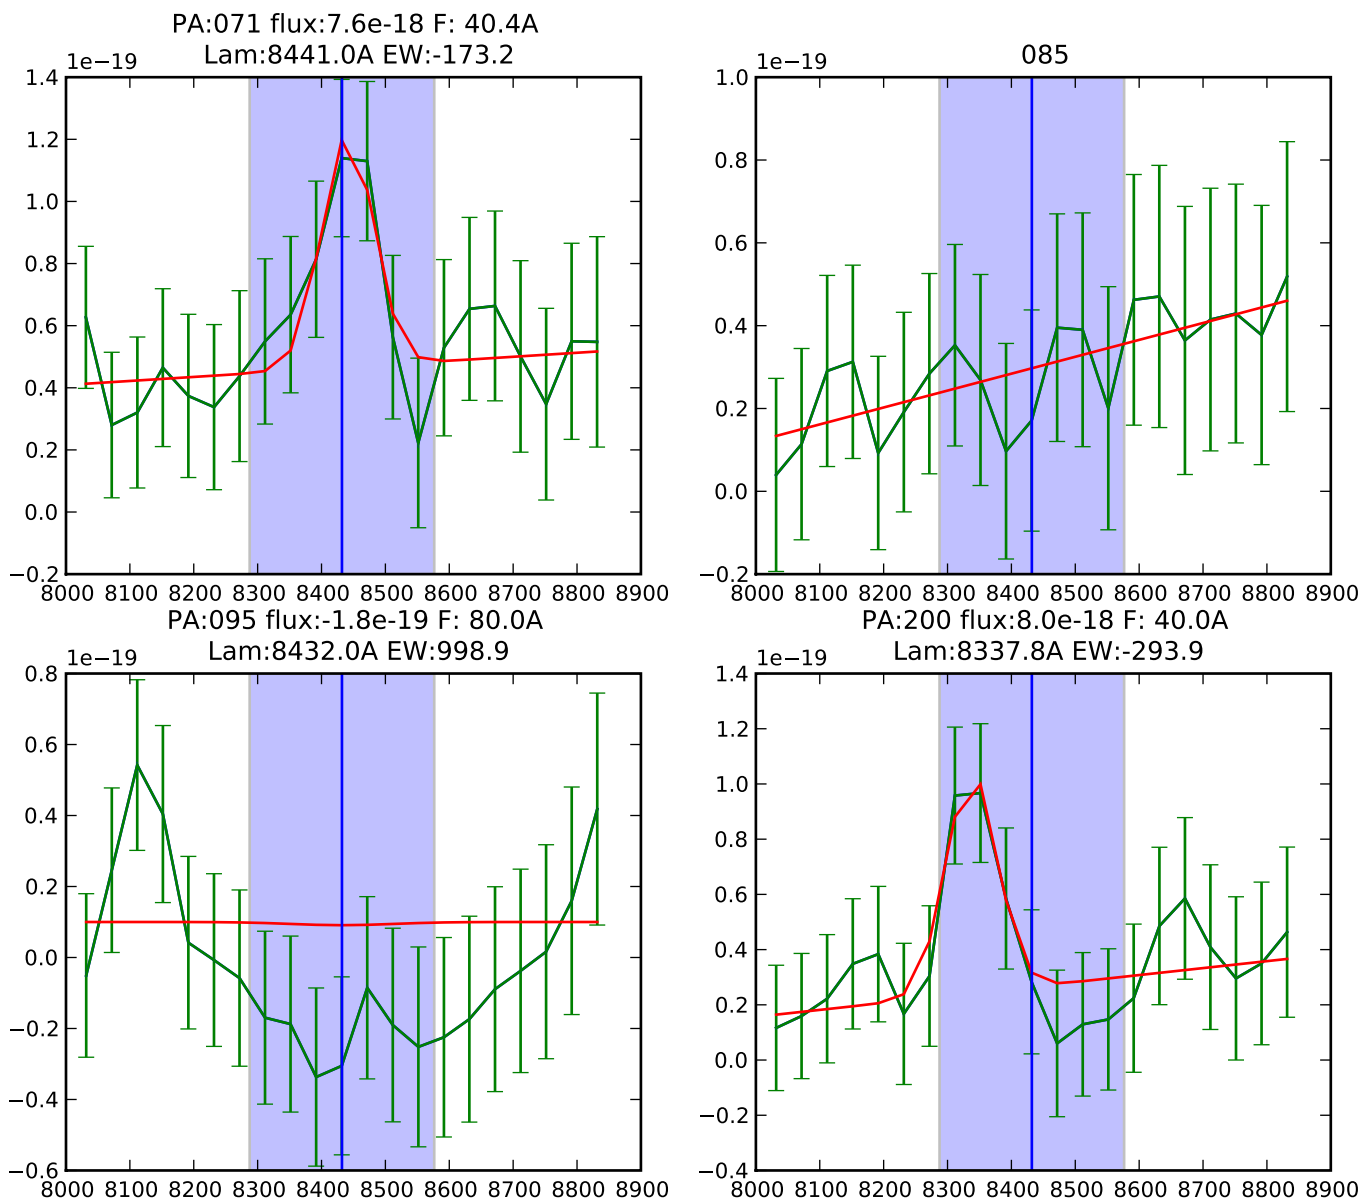 PA:071 flux:7.6e-18 F: 40.4A
Lam:8441.0A EW:-173.2
1e−19
1.4
1.2
1.0
0.8
0.6
0.4
0.2
0.0
−0.2
8000 8100 8200 8300 8400 8500 8600 8700 8800 8900
085
1e−19
1.0
0.8
0.6
0.4
0.2
0.0
−0.2
8000 8100 8200 8300 8400 8500 8600 8700 8800 8900
PA:095 flux:-1.8e-19 F: 80.0A
Lam:8432.0A EW:998.9
1e−19
0.8
0.6
0.4
0.2
0.0
−0.2
−0.4
−0.6
8000 8100 8200 8300 8400 8500 8600 8700 8800 8900
PA:200 flux:8.0e-18 F: 40.0A
Lam:8337.8A EW:-293.9
1e−19
1.4
1.2
1.0
0.8
0.6
0.4
0.2
0.0
−0.2
−0.4
8000 8100 8200 8300 8400 8500 8600 8700 8800 8900